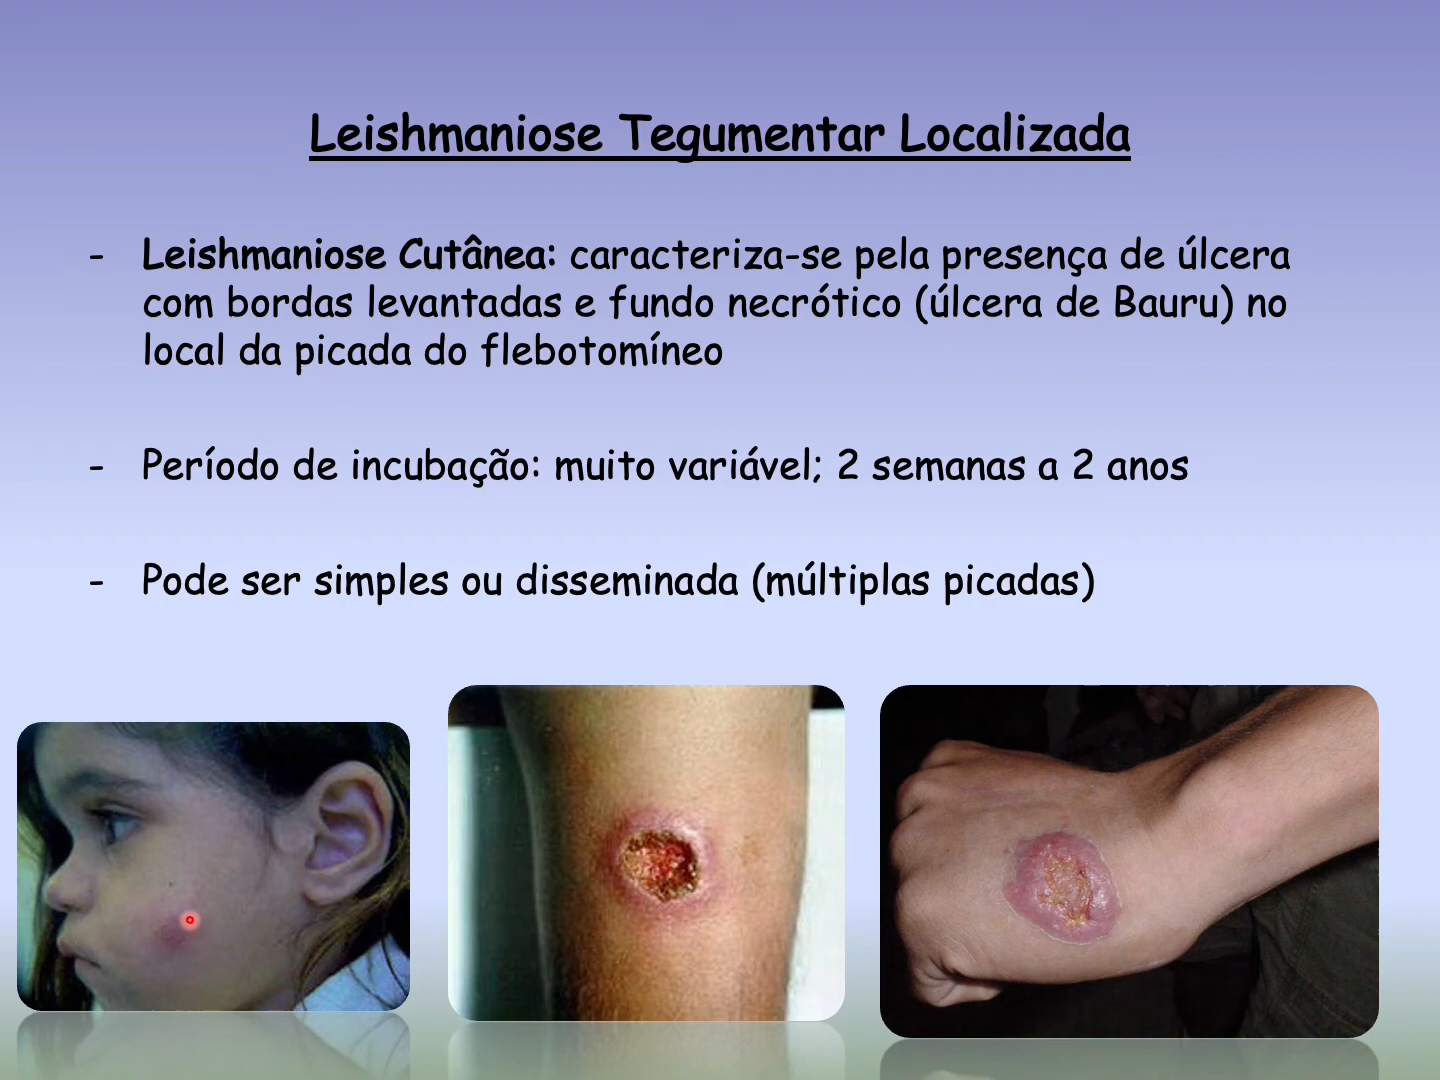 Leishmaniose Tegumentar Localizada
- Leishmaniose Cutânea: caracteriza-se pela presença de úlcera
com bordas levantadas e fundo necrótico (úlcera de Bauru) no
local da picada do flebotomíneo
- Período de incubação: muito variável; 2 semanas a 2 anos
- Pode ser simples ou disseminada (múltiplas picadas)